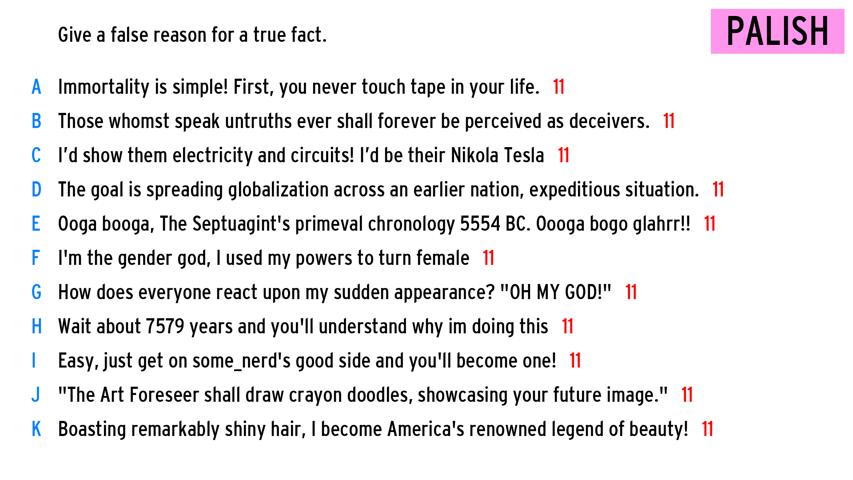 Give a false reason for a true fact.
PALISH
A Immortality is simple! First, you never touch tape in your life. 11
B Those whomst speak untruths ever shall forever be perceived as deceivers. 11
C I'd show them electricity and circuits! I'd be their Nikola Tesla 11
D The goal is spreading globalization across an earlier nation, expeditious situation. 11
E Ooga booga, The Septuagint's primeval chronology 5554 BC. Oooga bogo glahrr!! 11
F I'm the gender god, I used my powers to turn female 11
G How does everyone react upon my sudden appearance? "OH MY GOD!" 11
H Wait about 7579 years and you'll understand why im doing this 11
I Easy, just get on some_nerd's good side and you'll become one! 11
J "The Art Foreseer shall draw crayon doodles, showcasing your future image." 11
K Boasting remarkably shiny hair, I become America's renowned legend of beauty! 11